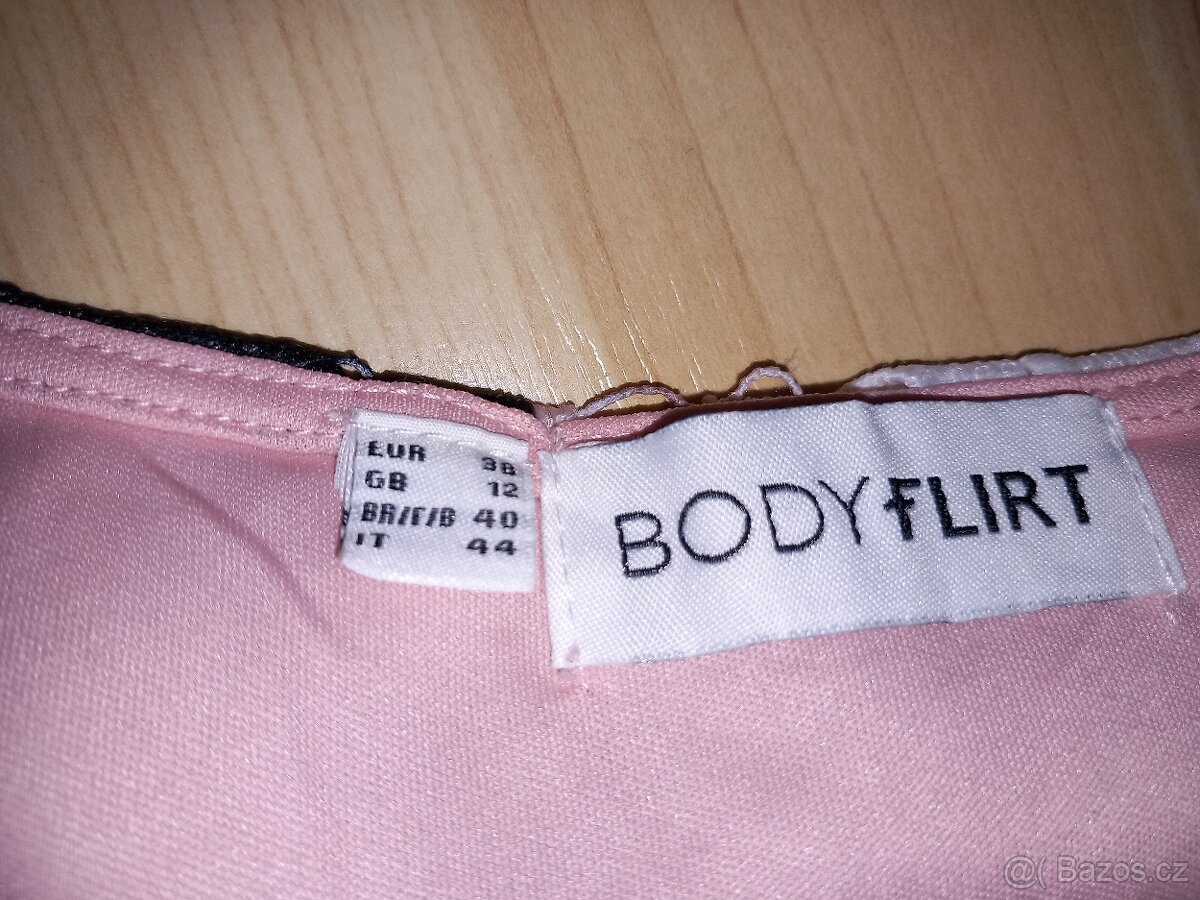 EUR 38
GB 12
BR/F/B 40
IT 44
BODYFLIRT
@( Bazos.cz